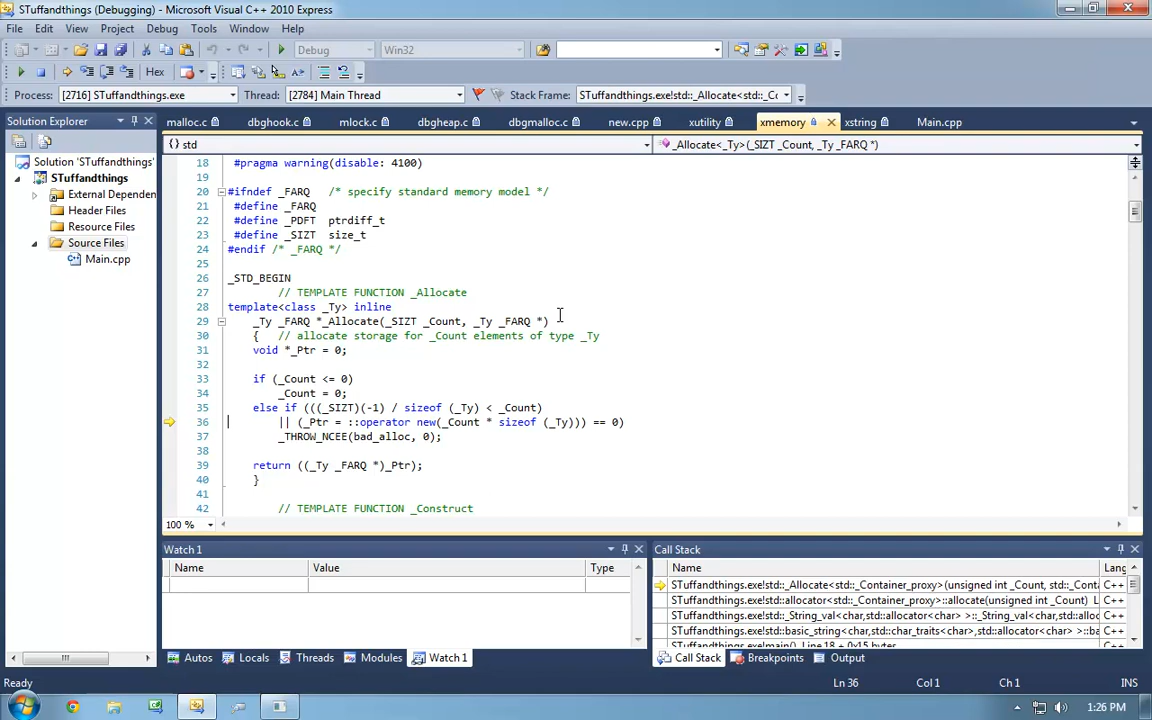 STuffandthings (Debugging) - Microsoft Visual C++ 2010 Express
File Edit View Project Debug Tools Window Help
Debug Win32
Hex
Process: [2716] STuffandthings.exe Thread: [2784] Main Thread Stack Frame: STuffandthings.exe!std::_Allocate<std::_Cc
Solution Explorer
malloc.c dbghook.c mlock.c dbgheap.c dbgmalloc.c new.cpp xutility xmemory xstring Main.cpp
{ } std _Allocate<_Ty>(_SIZT _Count, _Ty _FARQ *)
Solution 'STuffandthings'
STuffandthings
External Dependen
Header Files
Resource Files
Source Files
Main.cpp
18 #pragma warning(disable: 4100)
19
20 #ifndef _FARQ /* specify standard memory model */
21 #define _FARQ
22 #define _PDFT ptrdiff_t
23 #define _SIZT size_t
24 #endif /* _FARQ */
25
26 _STD_BEGIN
27 // TEMPLATE FUNCTION _Allocate
28 template<class _Ty> inline
29 _Ty _FARQ *_Allocate(_SIZT _Count, _Ty _FARQ *)
30 { // allocate storage for _Count elements of type _Ty
31 void *_Ptr = 0;
32
33 if (_Count <= 0)
34 _Count = 0;
35 else if (((_SIZT)(-1) / sizeof (_Ty) < _Count)
36 || (_Ptr = ::operator new(_Count * sizeof (_Ty))) == 0)
37 _THROW_NCEE(bad_alloc, 0);
38
39 return ((_Ty _FARQ *)_Ptr);
40 }
41
42 // TEMPLATE FUNCTION _Construct
100 %
Watch 1
Name Value Type
Call Stack
Name Lang
STuffandthings.exe!std::_Allocate<std::_Container_proxy>(unsigned int _Count, std::_Conta C++
STuffandthings.exe!std::allocator<std::_Container_proxy>::allocate(unsigned int _Count) L C++
STuffandthings.exe!std::_String_val<char,std::allocator<char> >::_String_val<char,std::alloc C++
STuffandthings.exe!std::basic_string<char,std::char_traits<char>,std::allocator<char> >::ba C++
STuffandthings.exe!main() Line 18 + 0x15 bytes C++
Autos Locals Threads Modules Watch 1
Call Stack Breakpoints Output
Ready Ln 36 Col 1 Ch 1 INS
1:26 PM